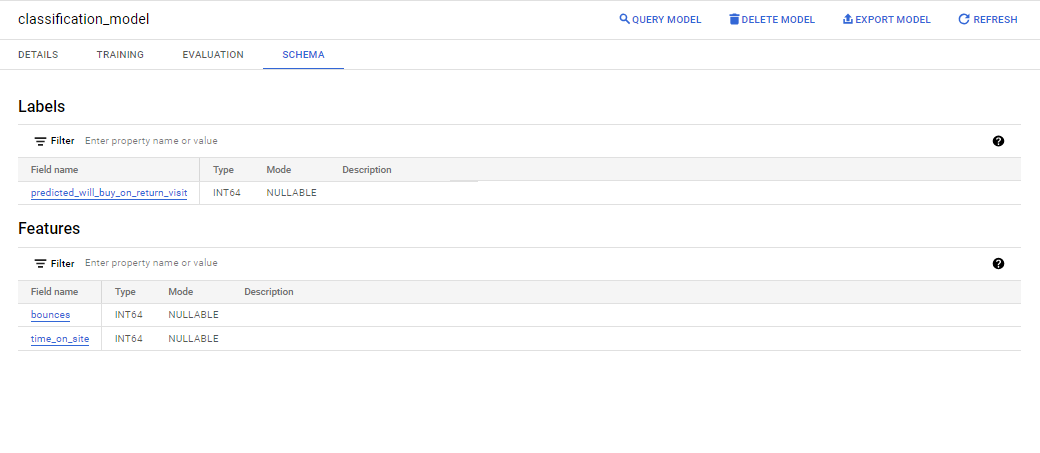 classification_model QUERY MODEL DELETE MODEL EXPORT MODEL REFRESH
DETAILS TRAINING EVALUATION SCHEMA
Labels
Filter Enter property name or value
Field name Type Mode Description
predicted_will_buy_on_return_visit INT64 NULLABLE
Features
Filter Enter property name or value
Field name Type Mode Description
bounces INT64 NULLABLE
time_on_site INT64 NULLABLE